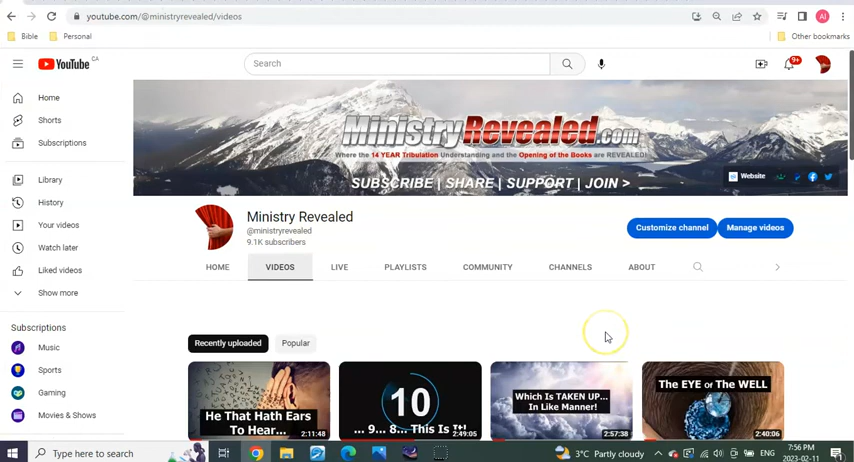 youtube.com/@ministryrevealed/videos
AI
Bible
Personal
Other bookmarks
YouTube CA
Search
9+
MinistryRevealed.com
Where the 14 YEAR Tribulation Understanding and the Opening of the Books are REVEALED!
SUBSCRIBE | SHARE | SUPPORT | JOIN >
Website
Home
Shorts
Subscriptions
Library
History
Your videos
Watch later
Liked videos
Show more
Subscriptions
Music
Sports
Gaming
Movies & Shows
Ministry Revealed
@ministryrevealed
9.1K subscribers
Customize channel
Manage videos
HOME
VIDEOS
LIVE
PLAYLISTS
COMMUNITY
CHANNELS
ABOUT
Recently uploaded
Popular
He That Hath Ears
To Hear...
2:11:48
10
... 9... 8... This Is IT!
2:49:05
Which Is TAKEN UP...
In Like Manner!
2:57:38
The EYE or The WELL
2:40:06
Type here to search
3°C Partly cloudy
ENG
7:56 PM
2023-02-11